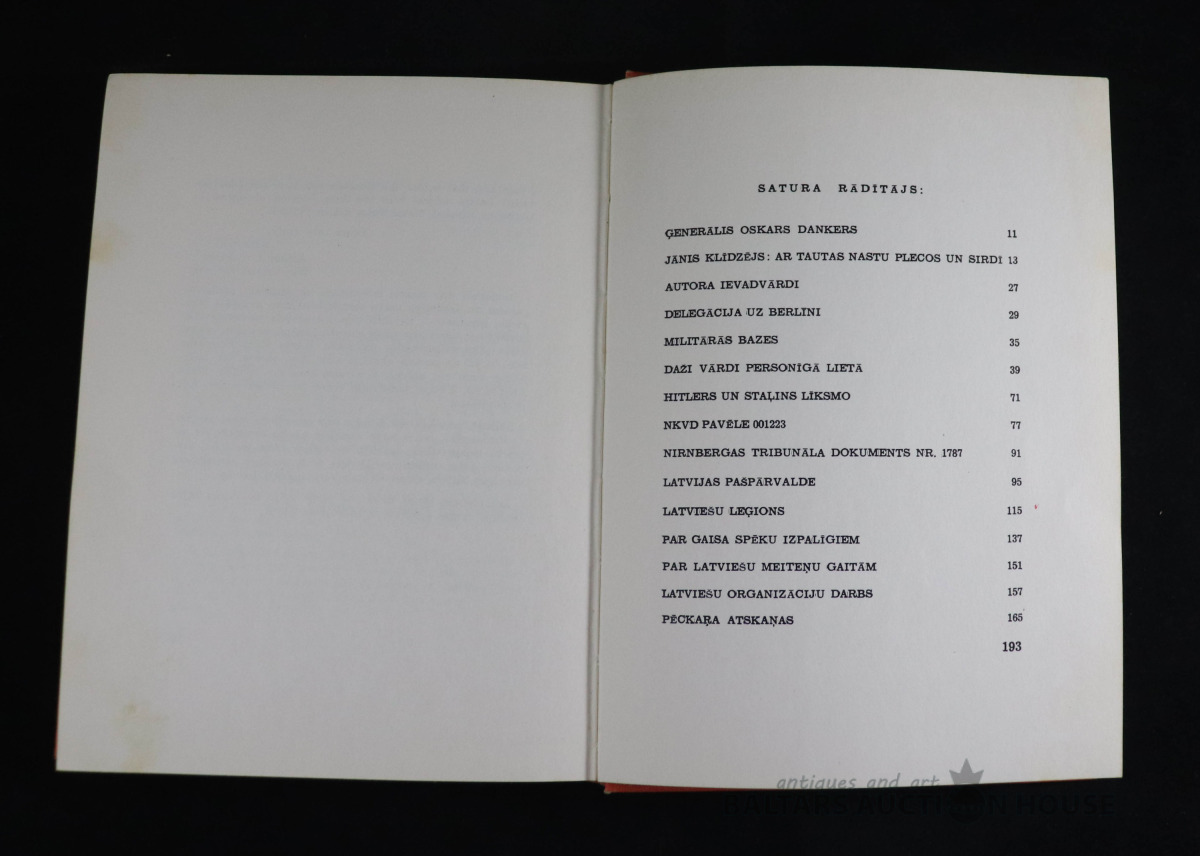 SATURA RĀDĪTĀJS:
ĢENERĀLIS OSKARS DANKERS 11
JĀNIS KLĪDZĒJS: AR TAUTAS NASTU PLECOS UN SIRDĪ 13
AUTORA IEVADVĀRDI 27
DELEGĀCIJA UZ BERLĪNI 29
MILITĀRĀS BAZES 35
DAŽI VĀRDI PERSONĪGĀ LIETĀ 39
HITLERS UN STAĻINS LĪKSMO 71
NKVD PAVĒLE 001223 77
NIRNBERGAS TRIBUNĀLA DOKUMENTS NR. 1787 91
LATVIJAS PAŠPĀRVALDE 95
LATVIEŠU LEĢIONS 115
PAR GAISA SPĒKU IZPALĪGIEM 137
PAR LATVIEŠU MEITEŅU GAITĀM 151
LATVIEŠU ORGANIZĀCIJU DARBS 157
PĒCKAŖA ATSKAŅAS 165
193
antiques and art
BALTARS AUCTION HOUSE